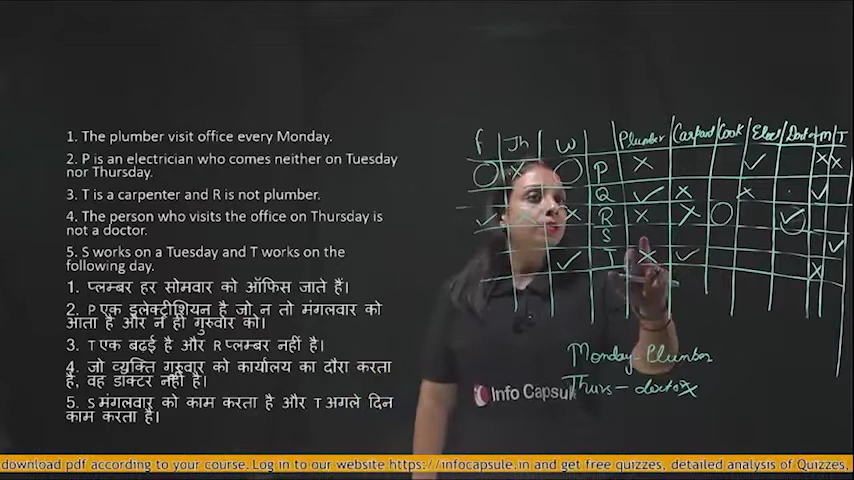 1. The plumber visit office every Monday.
2. P is an electrician who comes neither on Tuesday
nor Thursday.
3. T is a carpenter and R is not plumber.
4. The person who visits the office on Thursday is
not a doctor.
5. S works on a Tuesday and T works on the
following day.
1. प्लम्बर हर सोमवार को ऑफिस जाते हैं।
2. P एक इलेक्ट्रीशियन है जो न तो मंगलवार को
आता है और न ही गुरुवार को।
3. T एक बढ़ई है और R प्लम्बर नहीं है।
4. जो व्यक्ति गुरुवार को कार्यालय का दौरा करता
है, वह डॉक्टर नहीं है।
5. S मंगलवार को काम करता है और T अगले दिन
काम करता है।
F Th W Plumber Cook Elec M T
P
Q
R
S
T
Monday - Plumber
Thurs - doctor x
Info Capsule
download pdf according to your course. Log in to our website https://infocapsule.in and get free quizzes, detailed analysis of Quizzes,